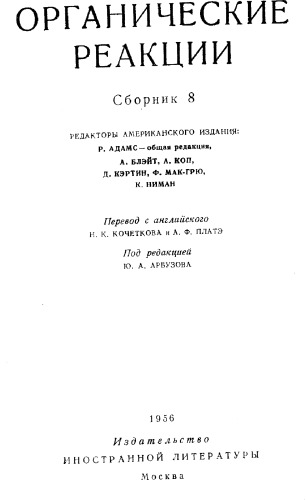 ОРГАНИЧЕСКИЕ
РЕАКЦИИ
Сборник 8
РЕДАКТОРЫ АМЕРИКАНСКОГО ИЗДАНИЯ:
Р. АДАМС — общая редакция,
А. БЛЭЙТ, А. КОП,
Д. КЭРТИН, Ф. МАК-ГРЮ,
К. НИМАН
Перевод с английского
Н. К. КОЧЕТКОВА и А. Ф. ПЛАТЭ
Под редакцией
Ю. А. АРБУЗОВА
1956
Издательство
ИНОСТРАННОЙ ЛИТЕРАТУРЫ
Москва